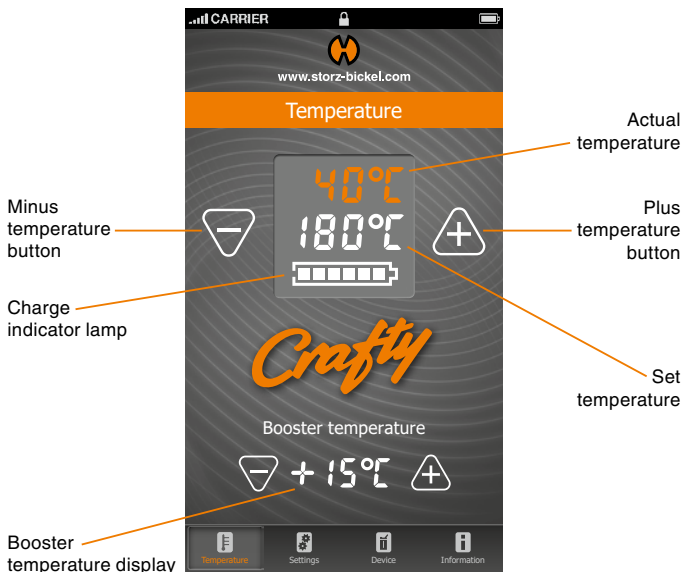 CARRIER
www.storz-bickel.com
Temperature
Actual
temperature
40°C
Minus
temperature
button
180°C
Plus
temperature
button
Charge
indicator lamp
Crafty
Set
temperature
Booster temperature
+15°C
Booster
temperature display
Temperature
Settings
Device
Information